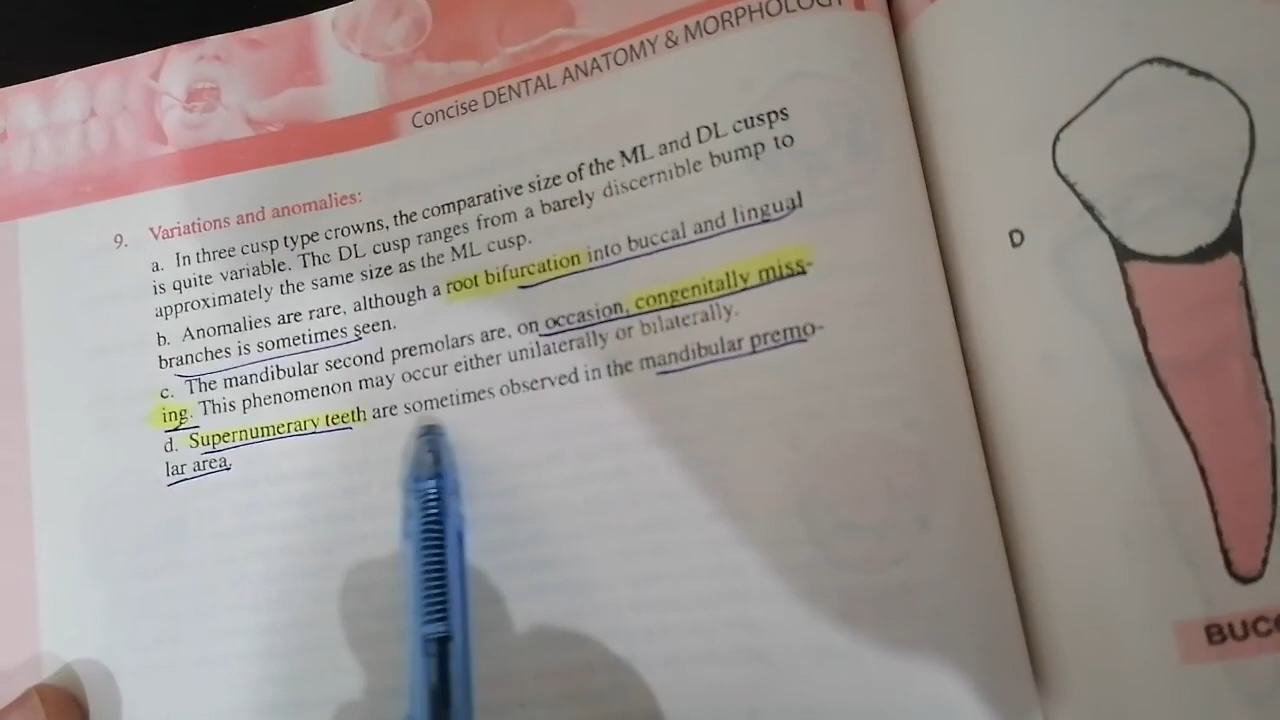 Concise DENTAL ANATOMY & MORPHOLOGY
9. Variations and anomalies:
a. In three cusp type crowns, the comparative size of the ML and DL cusps
is quite variable. The DL cusp ranges from a barely discernible bump to
approximately the same size as the ML cusp.
b. Anomalies are rare, although a root bifurcation into buccal and lingual
branches is sometimes seen.
c. The mandibular second premolars are, on occasion, congenitally miss-
ing. This phenomenon may occur either unilaterally or bilaterally.
d. Supernumerary teeth are sometimes observed in the mandibular premo-
lar area.
D